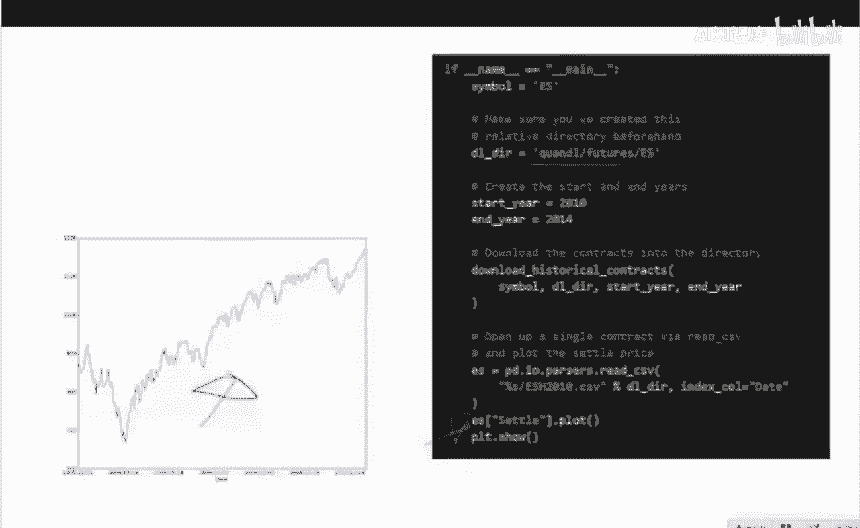 if __name__ == "__main__":
symbol = 'ES'
# Make sure you've created this
# relative directory beforehand
dl_dir = 'quandl/futures/ES'
# Create the start and end years
start_year = 2010
end_year = 2014
# Download the contracts into the directory
download_historical_contracts(
symbol, dl_dir, start_year, end_year
)
# Open up a single contract via read_csv
# and plot the settle price
es = pd.io.parsers.read_csv(
"%s/ESH2010.csv" % dl_dir, index_col="Date"
)
es["Settle"].plot()
plt.show()